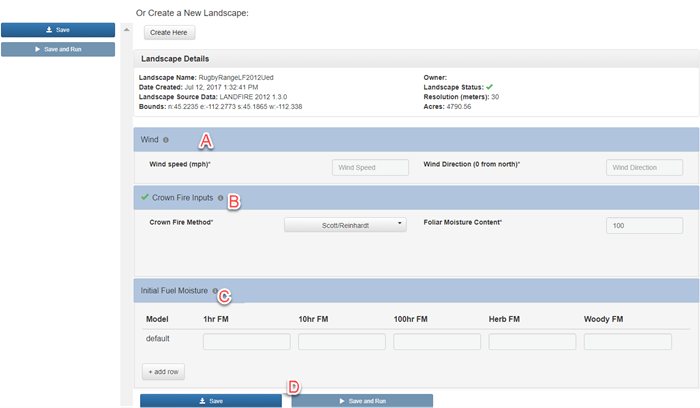 Or Create a New Landscape:
Save
Create Here
Save and Run
Landscape Details
Landscape Name: RugbyRangeLF2012Ued Owner:
Date Created: Jul 12, 2017 1:32:41 PM Landscape Status:
Landscape Source Data: LANDFIRE 2012 1.3.0 Resolution (meters): 30
Bounds: n:45.2235 e:-112.2773 s:45.1865 w:-112.338 Acres: 4790.56
Wind A
Wind speed (mph)* Wind Speed Wind Direction (0 from north)* Wind Direction
Crown Fire Inputs B
Crown Fire Method* Scott/Reinhardt Foliar Moisture Content* 100
Initial Fuel Moisture C
Model 1hr FM 10hr FM 100hr FM Herb FM Woody FM
default
+ add row
D
Save Save and Run